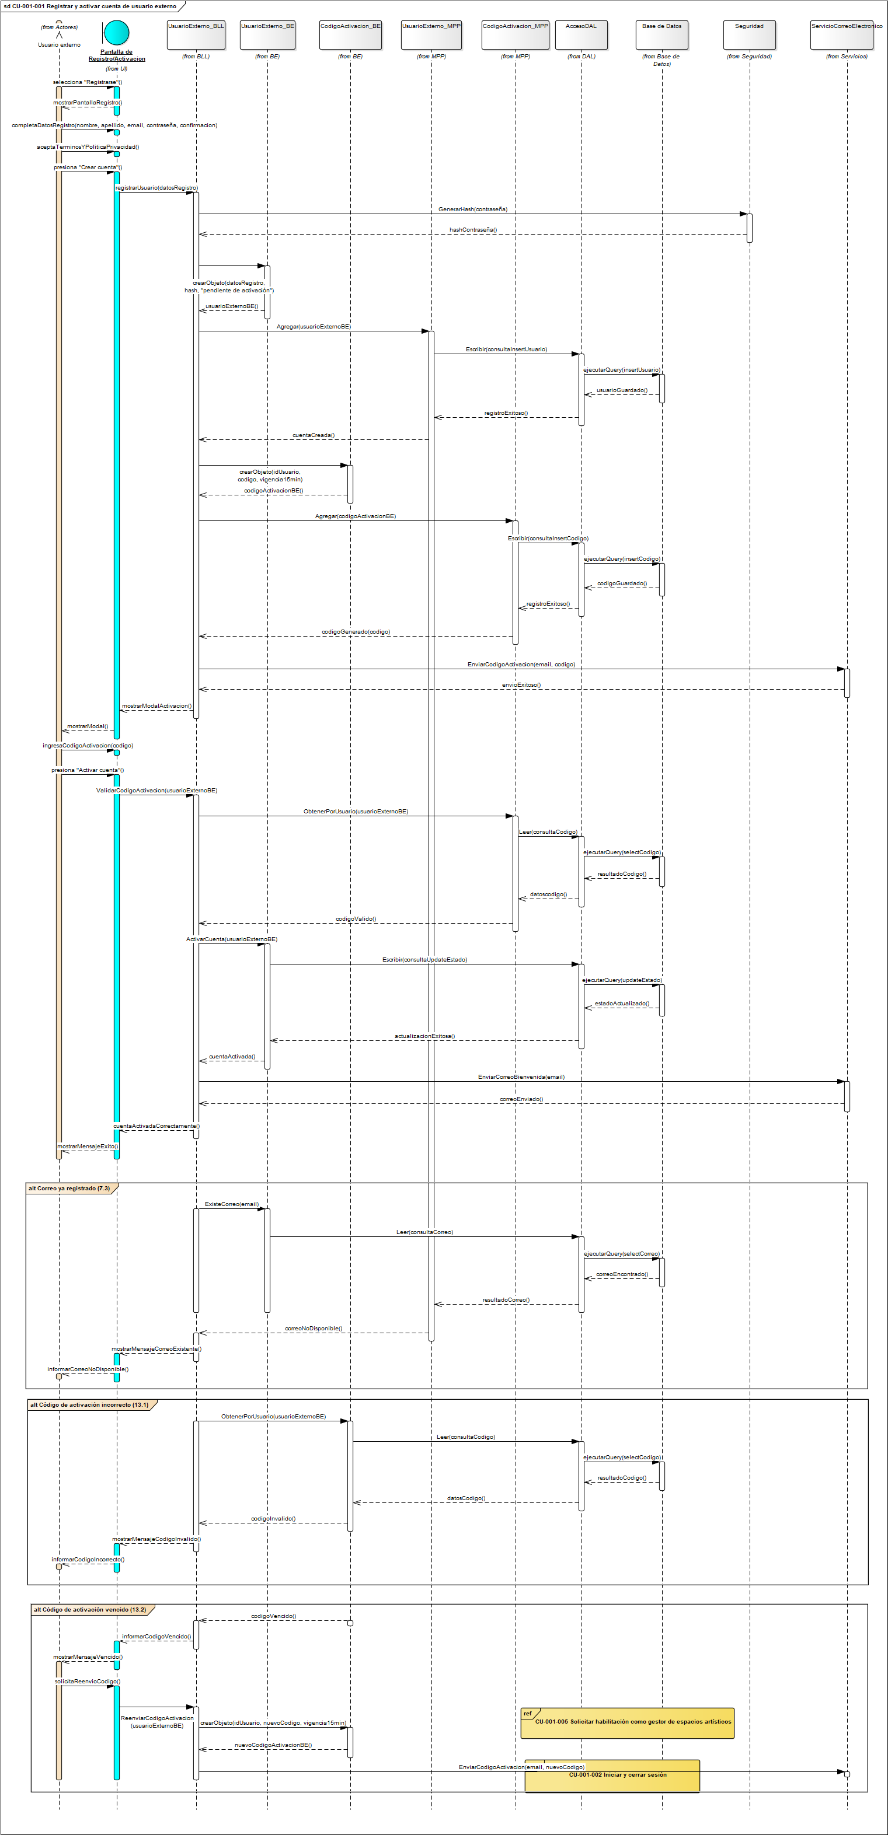 sd CU-001-001 Registrar y activar cuenta de usuario externo
(from Actores)
Usuario externo
Pantalla de
Registro/Activacion
(from UI)
UsuarioExterno_BLL
(from BLL)
UsuarioExterno_BE
(from BE)
CodigoActivacion_BE
(from BE)
UsuarioExterno_MPP
(from MPP)
CodigoActivacion_MPP
(from MPP)
AccesoDAL
(from DAL)
Base de Datos
(from Base de
Datos)
Seguridad
(from Seguridad)
ServicioCorreoElectronico
(from Servicios)
selecciona "Registrarse"()
mostrarPantallaRegistro()
completaDatosRegistro(nombre, apellido, email, contraseña, confirmacion)
aceptaTerminosYPoliticaPrivacidad()
presiona "Crear cuenta"()
registrarUsuario(datosRegistro)
GenerarHash(contraseña)
hashContraseña()
crearObjeto(datosRegistro,
hash, "pendiente de activación")
usuarioExternoBE()
Agregar(usuarioExternoBE)
Escribir(consultaInsertUsuario)
ejecutarQuery(insertUsuario)
usuarioGuardado()
registroExitoso()
cuentaCreada()
crearObjeto(idUsuario,
codigo, vigencia15min)
codigoActivacionBE()
Agregar(codigoActivacionBE)
Escribir(consultaInsertCodigo)
ejecutarQuery(insertCodigo)
codigoGuardado()
registroExitoso()
codigoGenerado(codigo)
EnviarCodigoActivacion(email, codigo)
envioExitoso()
mostrarModalActivacion()
mostrarModal()
ingresaCodigoActivacion(codigo)
presiona "Activar cuenta"()
ValidarCodigoActivacion(usuarioExternoBE)
ObtenerPorUsuario(usuarioExternoBE)
Leer(consultaCodigo)
ejecutarQuery(selectCodigo)
resultadoCodigo()
datoscodigo()
codigoValido()
ActivarCuenta(usuarioExternoBE)
Escribir(consultaUpdateEstado)
ejecutarQuery(updateEstado)
estadoActualizado()
actualizacionExitosa()
cuentaActivada()
EnviarCorreoBienvenida(email)
correoEnviado()
cuentaActivadaCorrectamente()
mostrarMensajeExito()
alt Correo ya registrado (7.3)
ExisteCorreo(email)
Leer(consultaCorreo)
ejecutarQuery(selectCorreo)
correoEncontrado()
resultadoCorreo()
correoNoDisponible()
mostrarMensajeCorreoExistente()
informarCorreoNoDisponible()
alt Código de activación incorrecto (13.1)
ObtenerPorUsuario(usuarioExternoBE)
Leer(consultaCodigo)
ejecutarQuery(selectCodigo))
resultadoCodigo()
datosCodigo()
codigoInvalido()
mostrarMensajeCodigoInvalido()
informarCodigoIncorrecto()
alt Código de activación vencido (13.2)
codigoVencido()
informarCodigoVencido()
mostrarMensajeVencido()
solicitaReenvioCodigo()
ReenviarCodigoActivacion
(usuarioExternoBE)
crearObjeto(idUsuario, nuevoCodigo, vigencia15min)
nuevoCodigoActivacionBE()
ref
CU-001-005 Solicitar habilitación como gestor de espacios artísticos
EnviarCodigoActivacion(email, nuevoCodigo)
CU-001-002 Iniciar y cerrar sesión